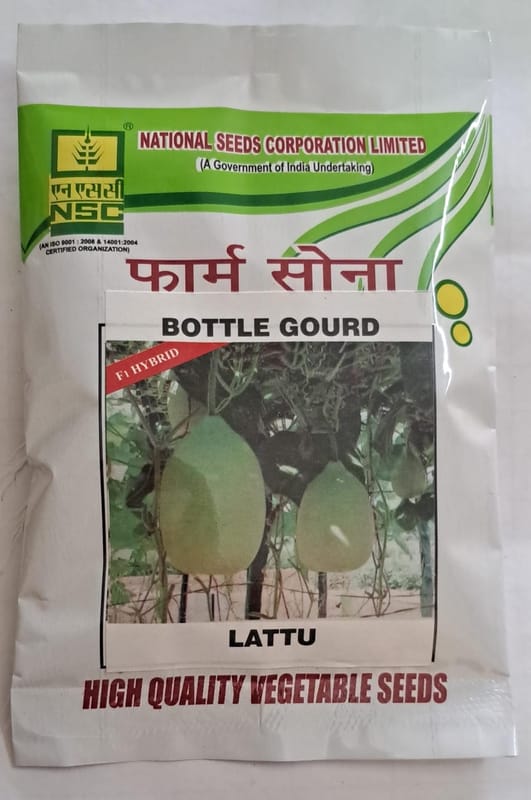 ®
NATIONAL SEEDS CORPORATION LIMITED
(A Government of India Undertaking)
एन एस सी
NSC
(AN ISO 9001 : 2008 & 14001:2004
CERTIFIED ORGANIZATION)
फार्म सोना
BOTTLE GOURD
F1 HYBRID
LATTU
HIGH QUALITY VEGETABLE SEEDS